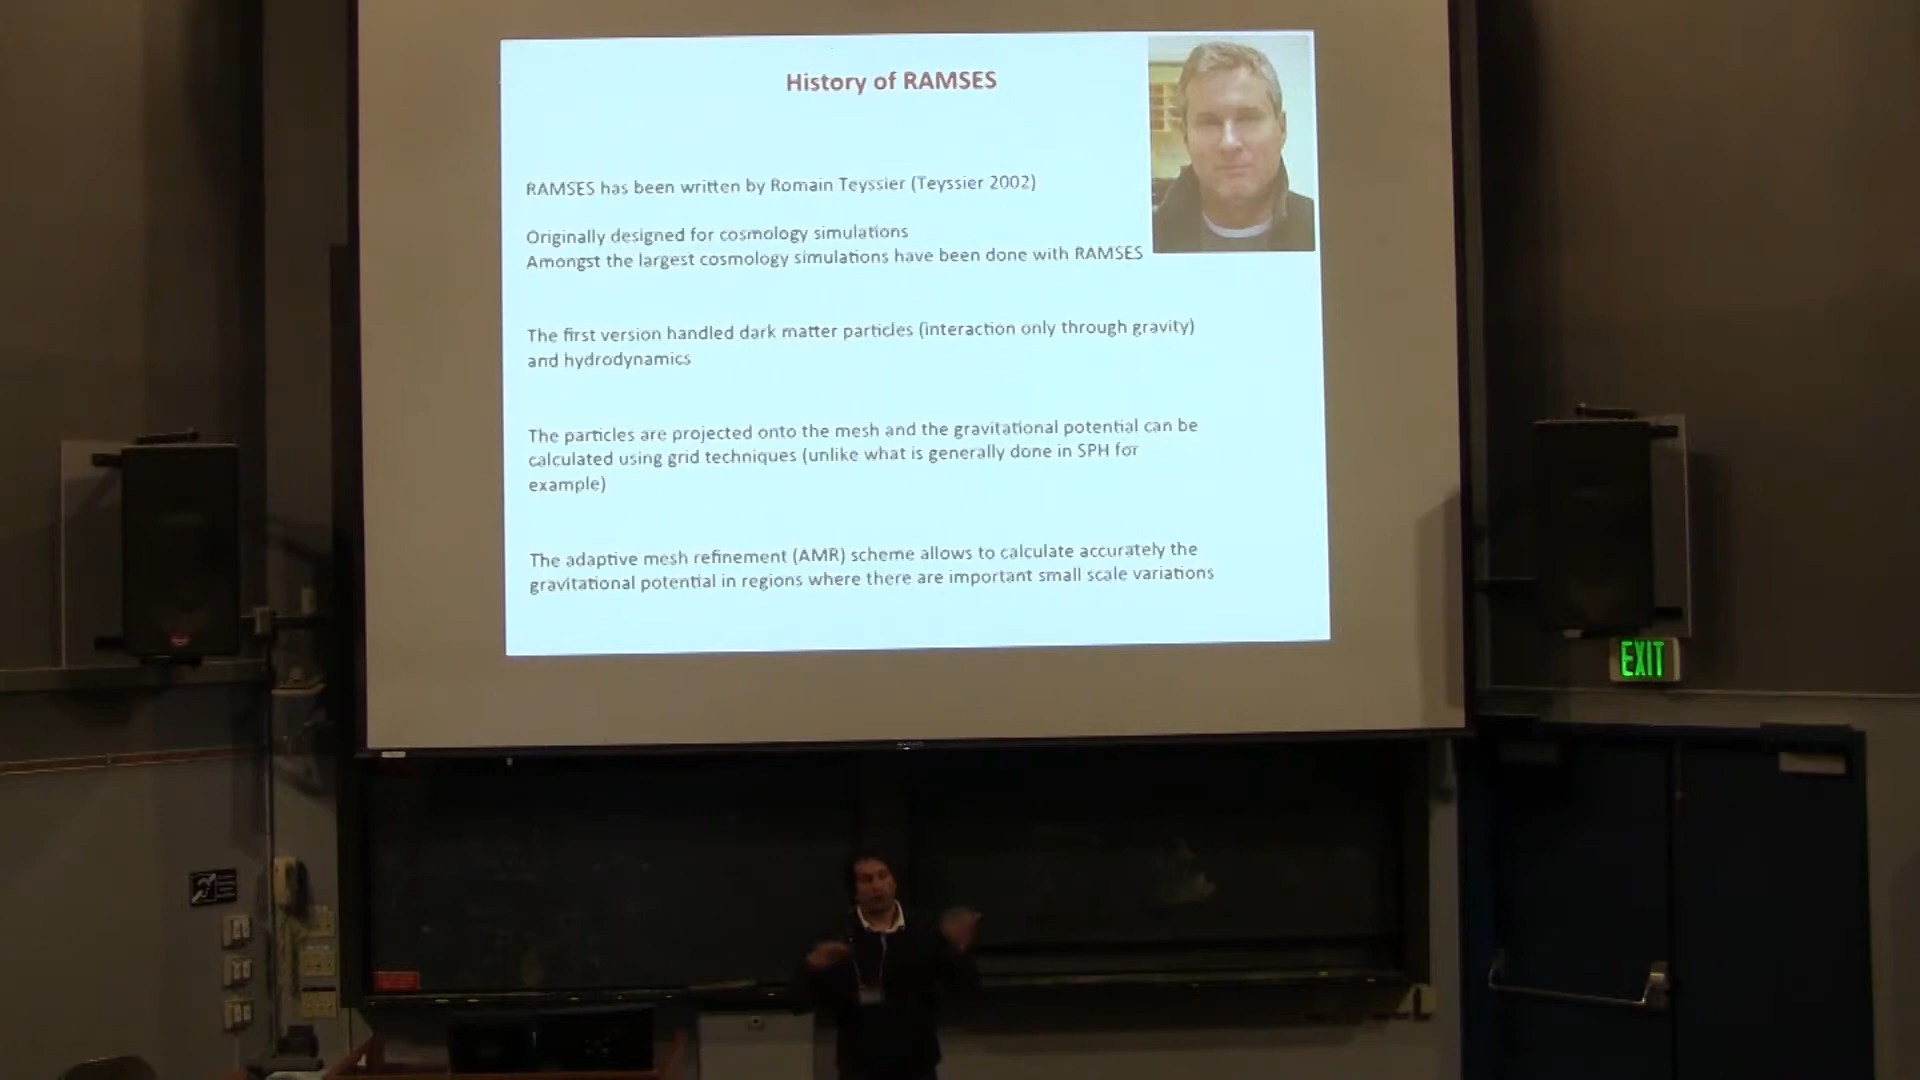 History of RAMSES
RAMSES has been written by Romain Teyssier (Teyssier 2002)
Originally designed for cosmology simulations
Amongst the largest cosmology simulations have been done with RAMSES
The first version handled dark matter particles (interaction only through gravity)
and hydrodynamics
The particles are projected onto the mesh and the gravitational potential can be
calculated using grid techniques (unlike what is generally done in SPH for
example)
The adaptive mesh refinement (AMR) scheme allows to calculate accurately the
gravitational potential in regions where there are important small scale variations
EXIT